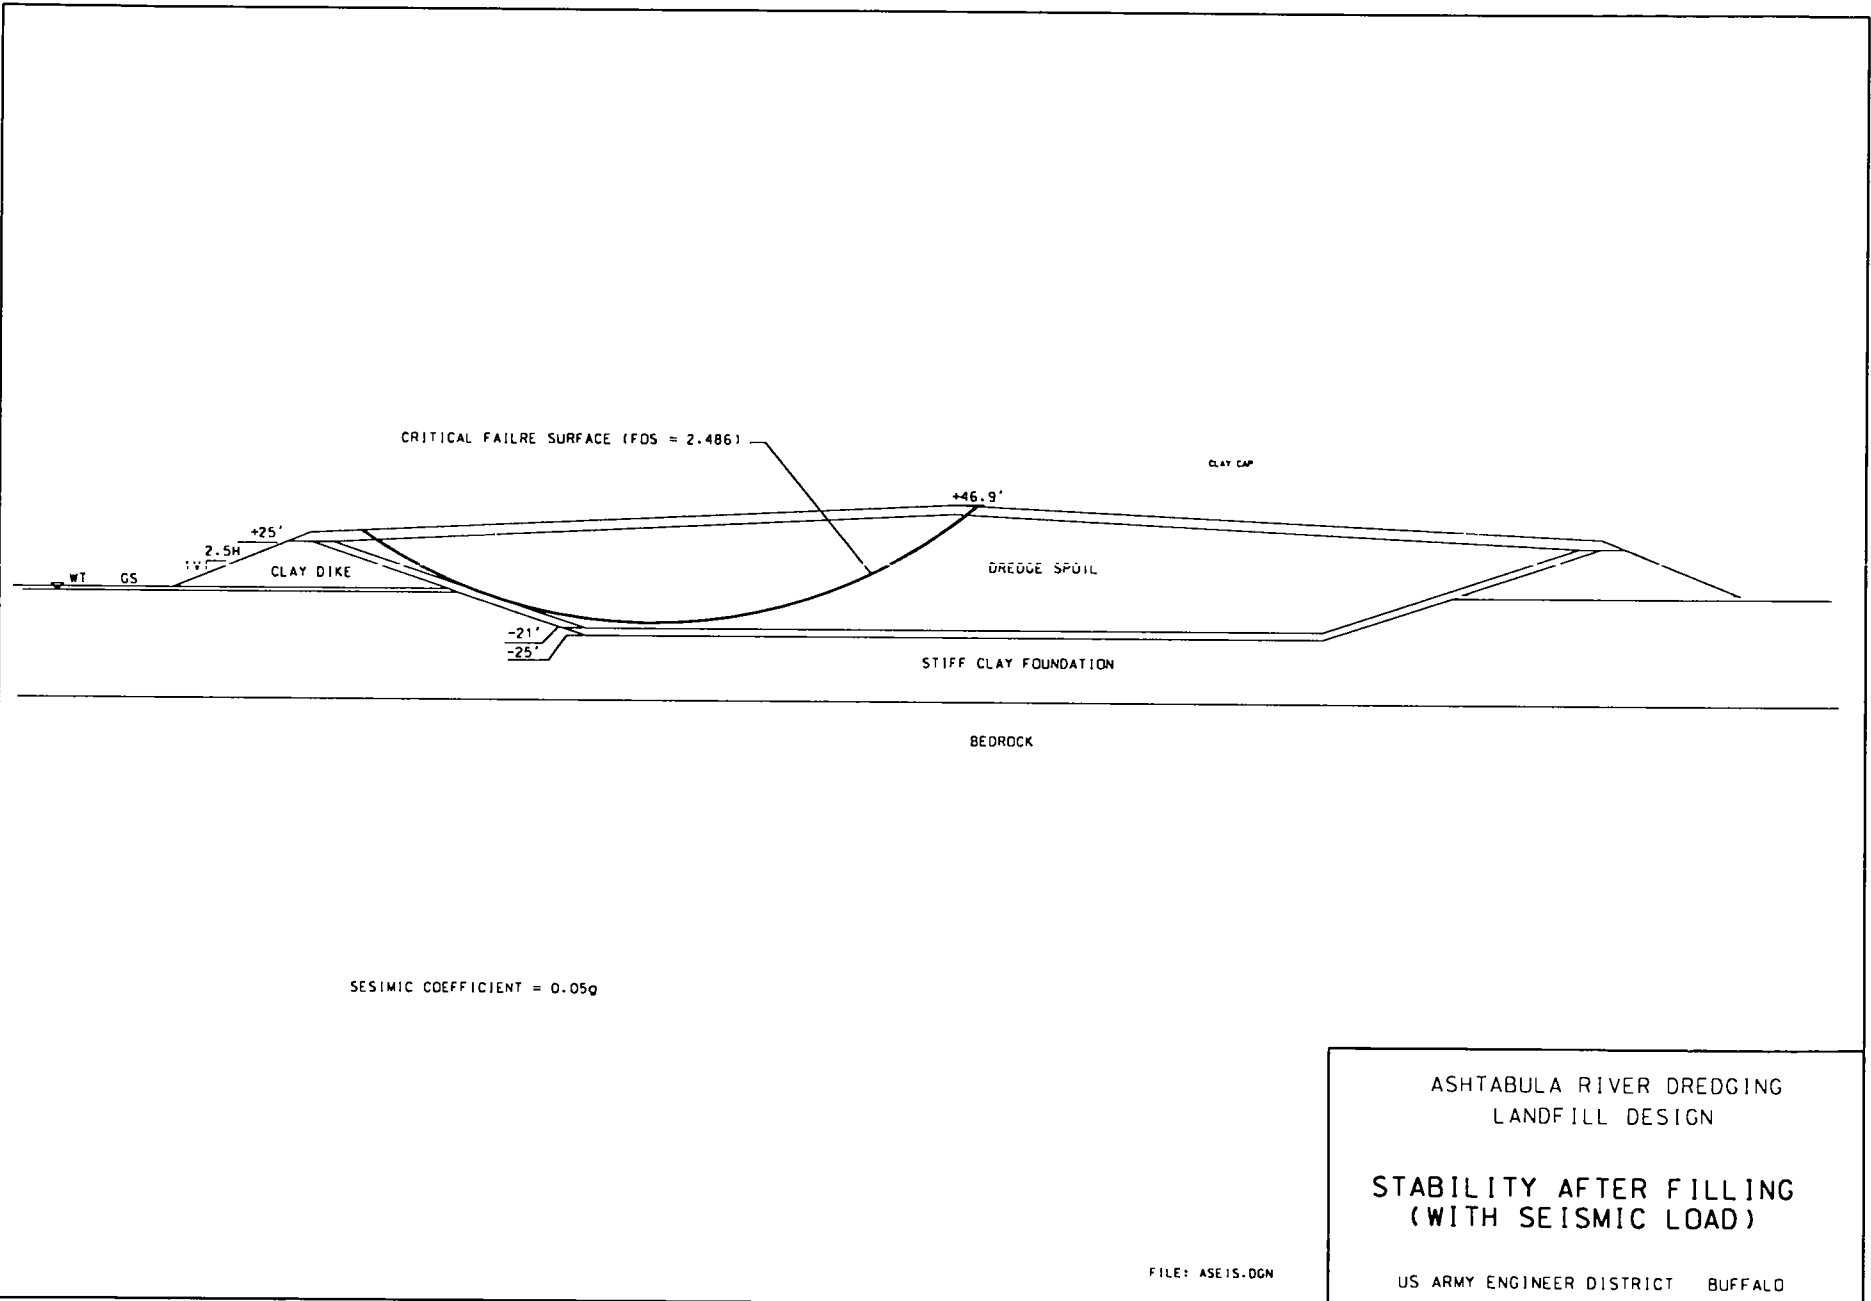 CRITICAL FAILRE SURFACE (FOS = 2.486)
CLAY CAP
+46.9'
+25'
2.5H
1V
WT GS
CLAY DIKE
DREDGE SPOIL
-21'
-25'
STIFF CLAY FOUNDATION
BEDROCK
SESIMIC COEFFICIENT = 0.05g
ASHTABULA RIVER DREDGING
LANDFILL DESIGN
STABILITY AFTER FILLING
(WITH SEISMIC LOAD)
FILE: ASEIS.DGN
US ARMY ENGINEER DISTRICT BUFFALO